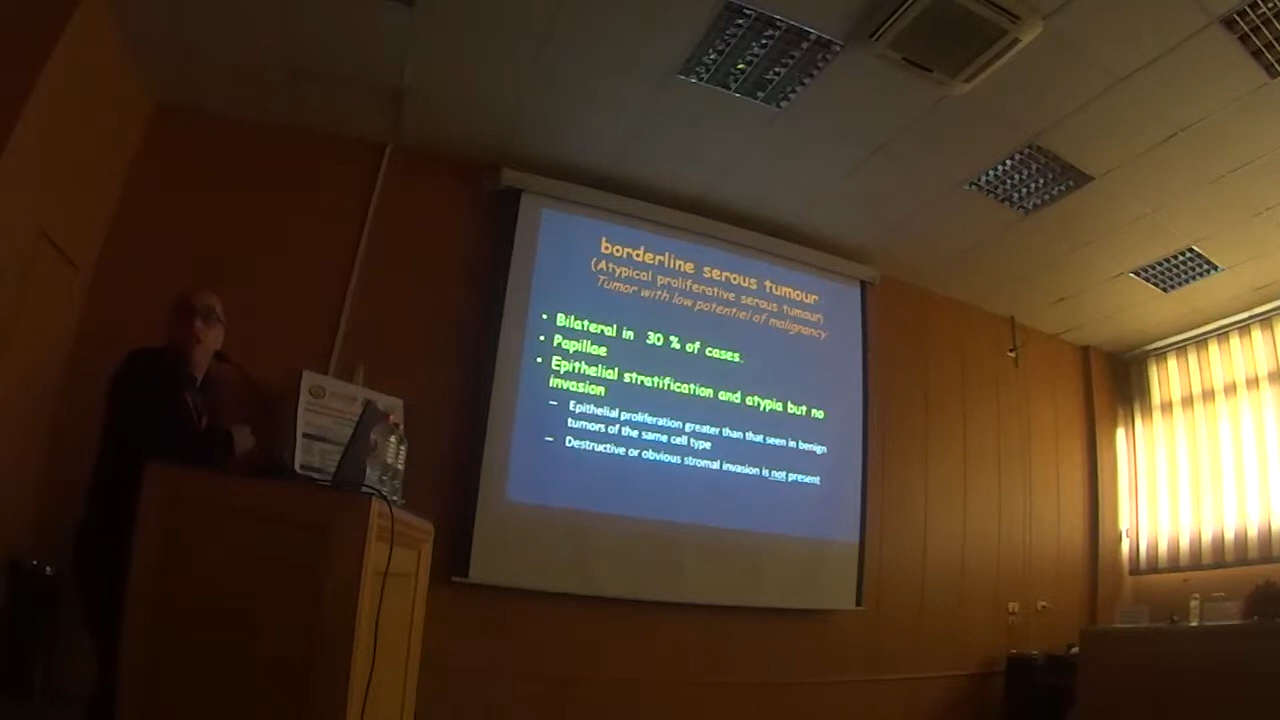 borderline serous tumour
(Atypical proliferative serous tumour)
Tumor with low potentiel of malignancy
• Bilateral in 30 % of cases.
• Papillae
• Epithelial stratification and atypia but no
invasion
– Epithelial proliferation greater than that seen in benign
tumors of the same cell type
– Destructive or obvious stromal invasion is not present